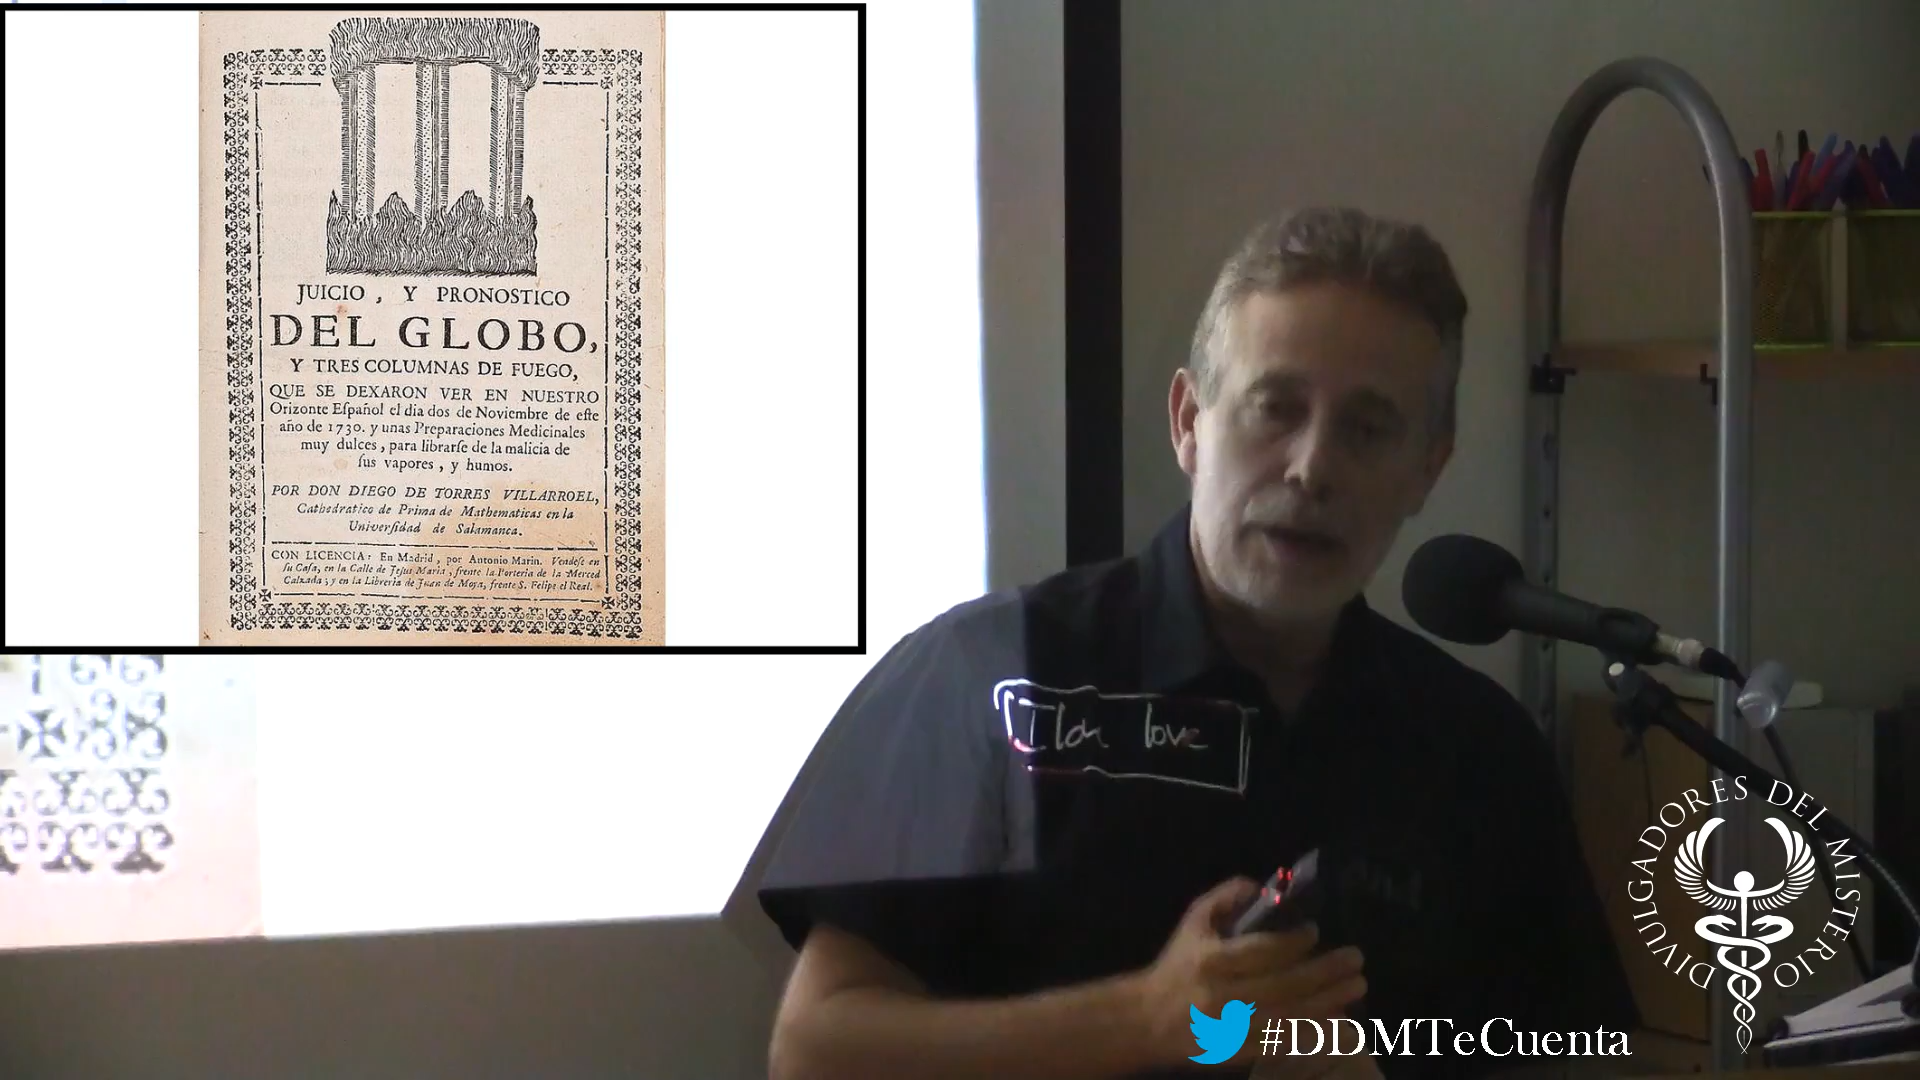 JUICIO, Y PRONOSTICO
DEL GLOBO,
Y TRES COLUMNAS DE FUEGO,
QUE SE DEXARON VER EN NUESTRO
Orizonte Eſpañol el dia dos de Noviembre de eſte
año de 1730. y unas Preparaciones Medicinales
muy dulces, para librarſe de la malicia de
ſus vapores, y humos.
POR DON DIEGO DE TORRES VILLARROEL,
Cathedratico de Prima de Mathematicas en la
Univerſidad de Salamanca.
CON LICENCIA: En Madrid, por Antonio Marin. Vendeſe en
ſu Caſa, en la Calle de Jeſus Maria, frente la Porteria de la Merced
Calzada; y en la Libreria de Juan de Moya, frente S. Felipe el Real.
love
DIVULGADORES DEL MISTERIO
#DDMTeCuenta